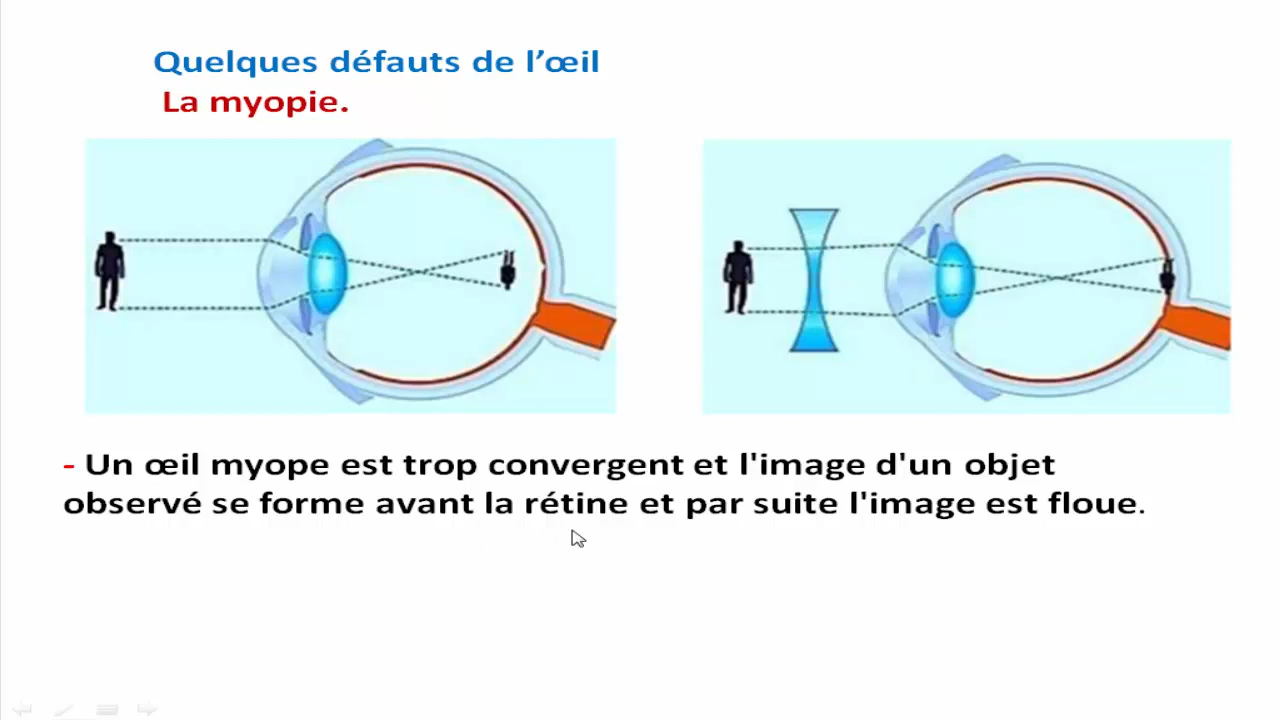 Quelques défauts de l’œil
La myopie.
- Un œil myope est trop convergent et l'image d'un objet
observé se forme avant la rétine et par suite l'image est floue.